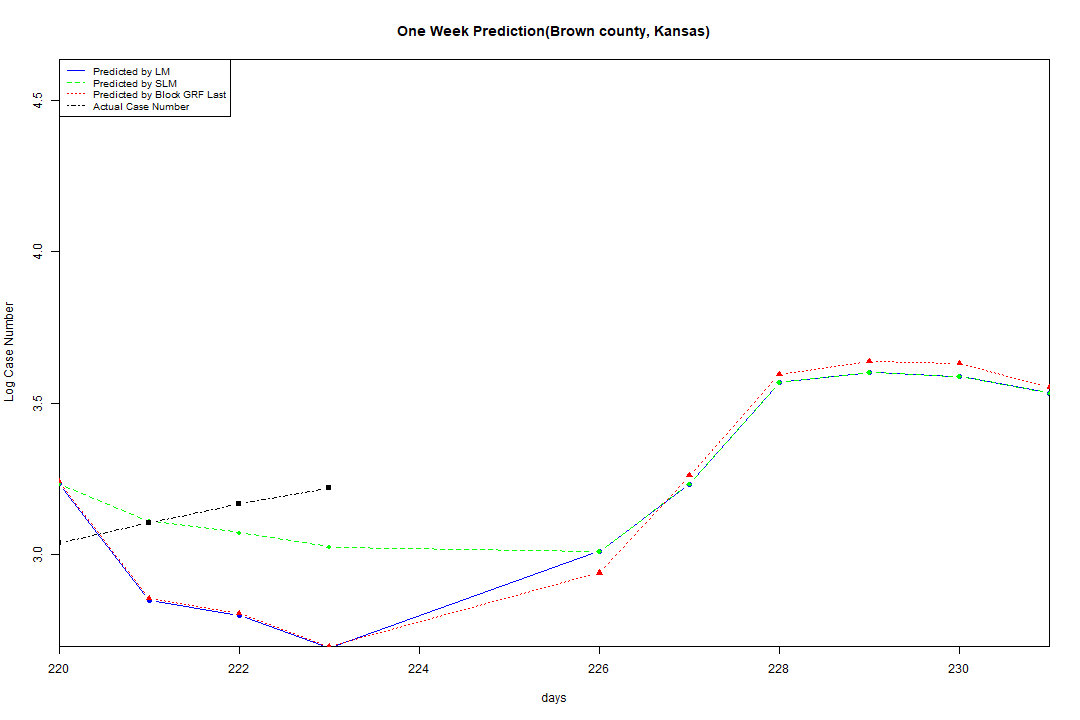 One Week Prediction(Brown county, Kansas)
Predicted by LM
Predicted by SLM
Predicted by Block GRF Last
Actual Case Number
4.5
4.0
3.5
3.0
Log Case Number
220 222 224 226 228 230
days